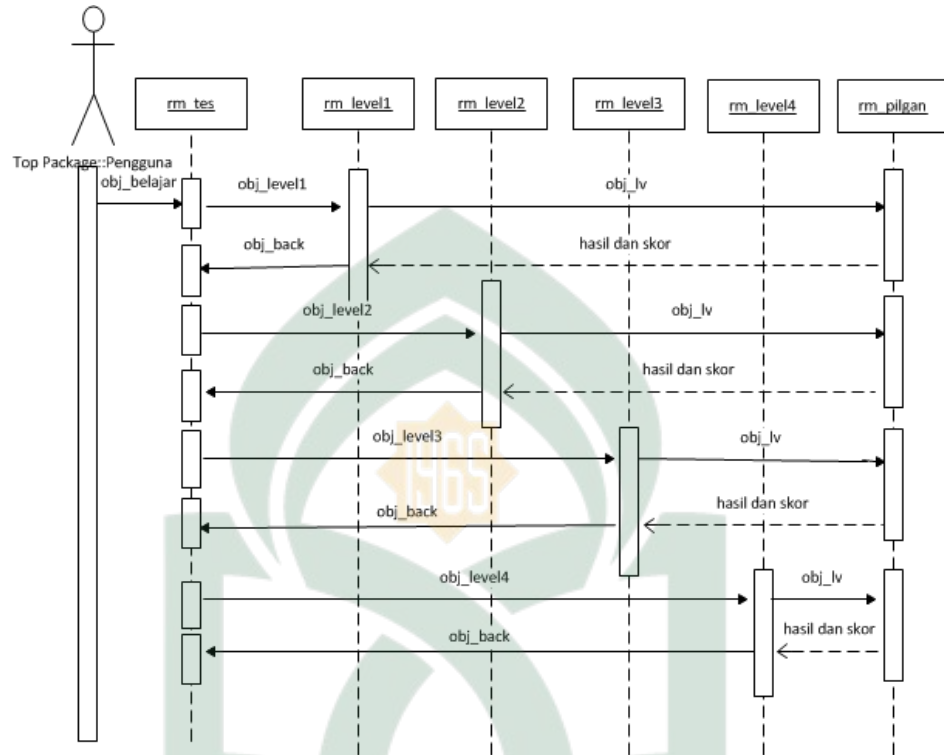 rm_tes
rm_level1
rm_level2
rm_level3
rm_level4
rm_pilgan
Top Package::Pengguna
obj_belajar
obj_level1
obj_lv
obj_back
hasil dan skor
obj_level2
obj_lv
obj_back
hasil dan skor
obj_level3
obj_lv
obj_back
hasil dan skor
obj_level4
obj_lv
obj_back
hasil dan skor
1965